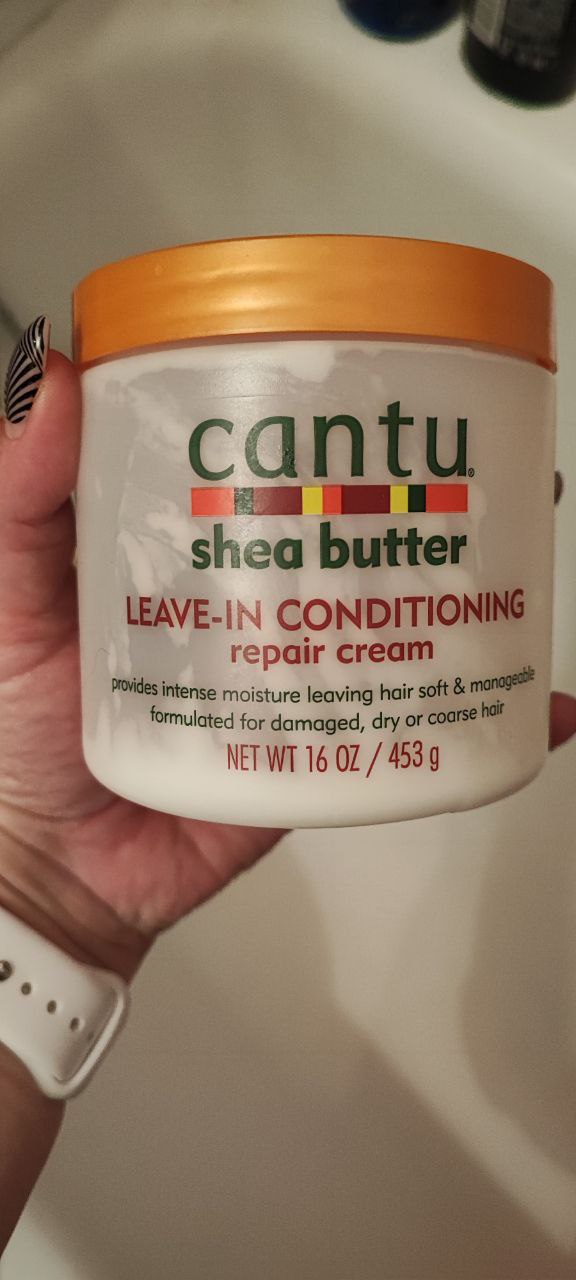 cantu®
shea butter
LEAVE-IN CONDITIONING
repair cream
provides intense moisture leaving hair soft & manageable
formulated for damaged, dry or coarse hair
NET WT 16 OZ / 453 g